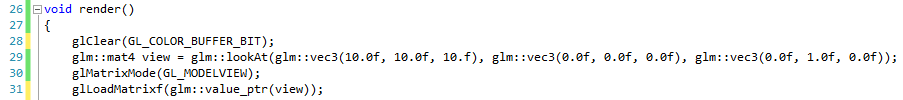 26 void render()
27 {
28 glClear(GL_COLOR_BUFFER_BIT);
29 glm::mat4 view = glm::lookAt(glm::vec3(10.0f, 10.0f, 10.f), glm::vec3(0.0f, 0.0f, 0.0f), glm::vec3(0.0f, 1.0f, 0.0f));
30 glMatrixMode(GL_MODELVIEW);
31 glLoadMatrixf(glm::value_ptr(view));